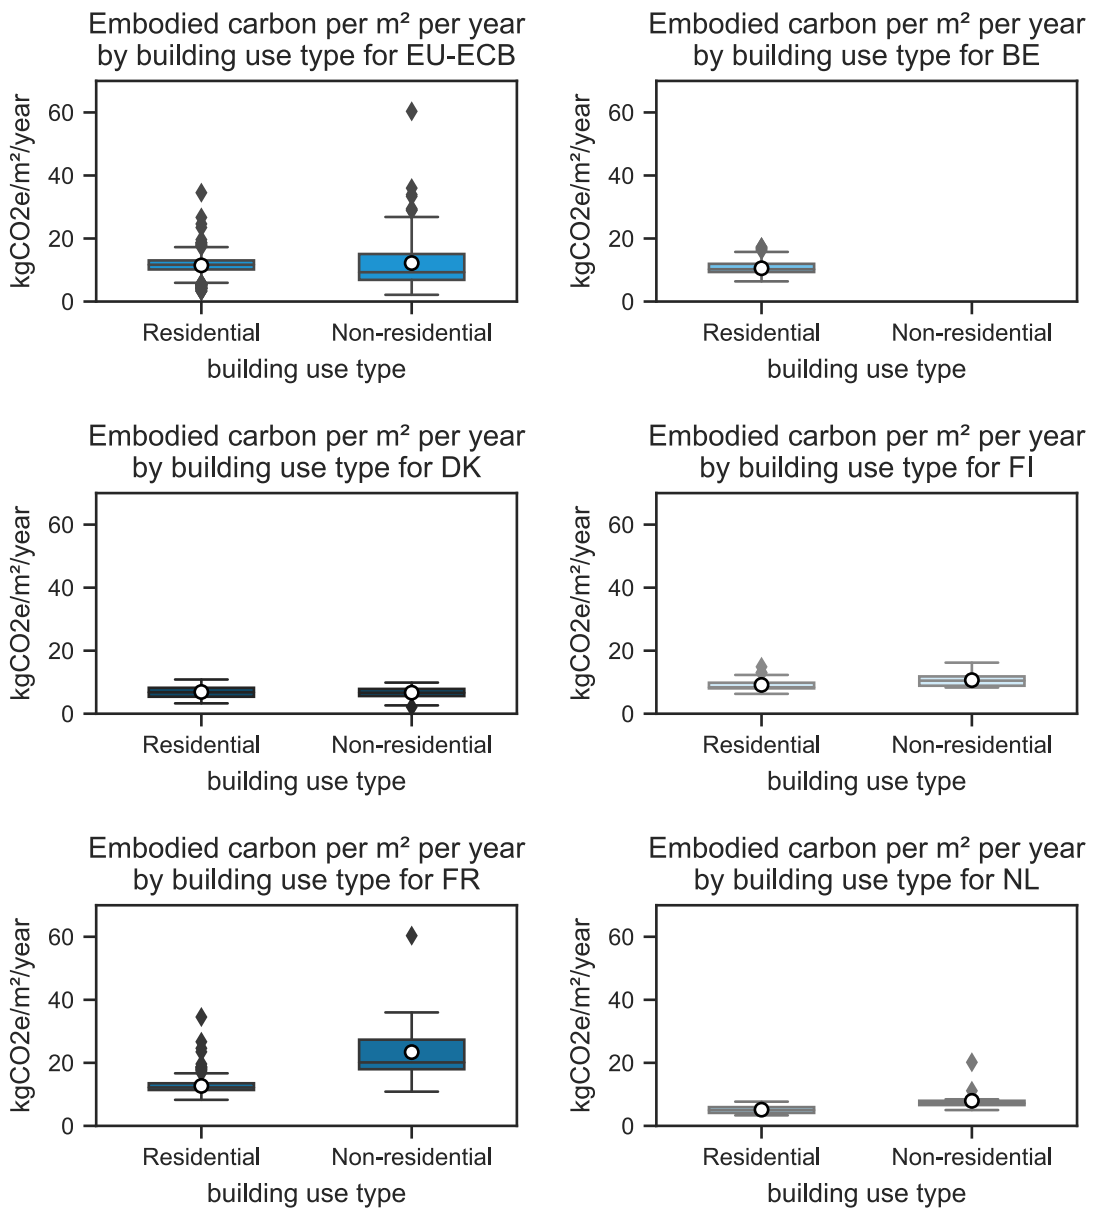 Embodied carbon per m² per year
by building use type for EU-ECB
kgCO2e/m²/year
60
40
20
0
Residential
Non-residential
building use type
Embodied carbon per m² per year
by building use type for BE
kgCO2e/m²/year
60
40
20
0
Residential
Non-residential
building use type
Embodied carbon per m² per year
by building use type for DK
kgCO2e/m²/year
60
40
20
0
Residential
Non-residential
building use type
Embodied carbon per m² per year
by building use type for FI
kgCO2e/m²/year
60
40
20
0
Residential
Non-residential
building use type
Embodied carbon per m² per year
by building use type for FR
kgCO2e/m²/year
60
40
20
0
Residential
Non-residential
building use type
Embodied carbon per m² per year
by building use type for NL
kgCO2e/m²/year
60
40
20
0
Residential
Non-residential
building use type